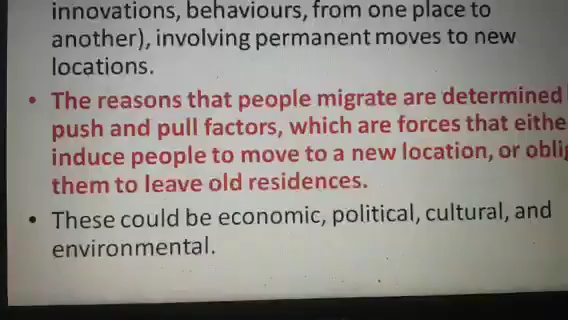 innovations, behaviours, from one place to
another), involving permanent moves to new
locations.
• The reasons that people migrate are determined
push and pull factors, which are forces that
induce people to move to a new location, or
them to leave old residences.
• These could be economic, political, cultural, and
environmental.